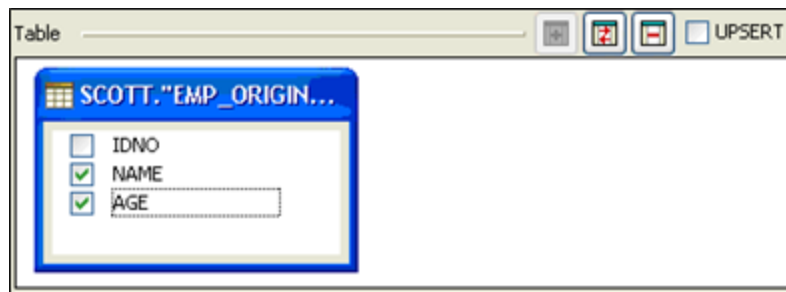 Table
UPSERT
SCOTT."EMP_ORIGIN...
IDNO
NAME
AGE